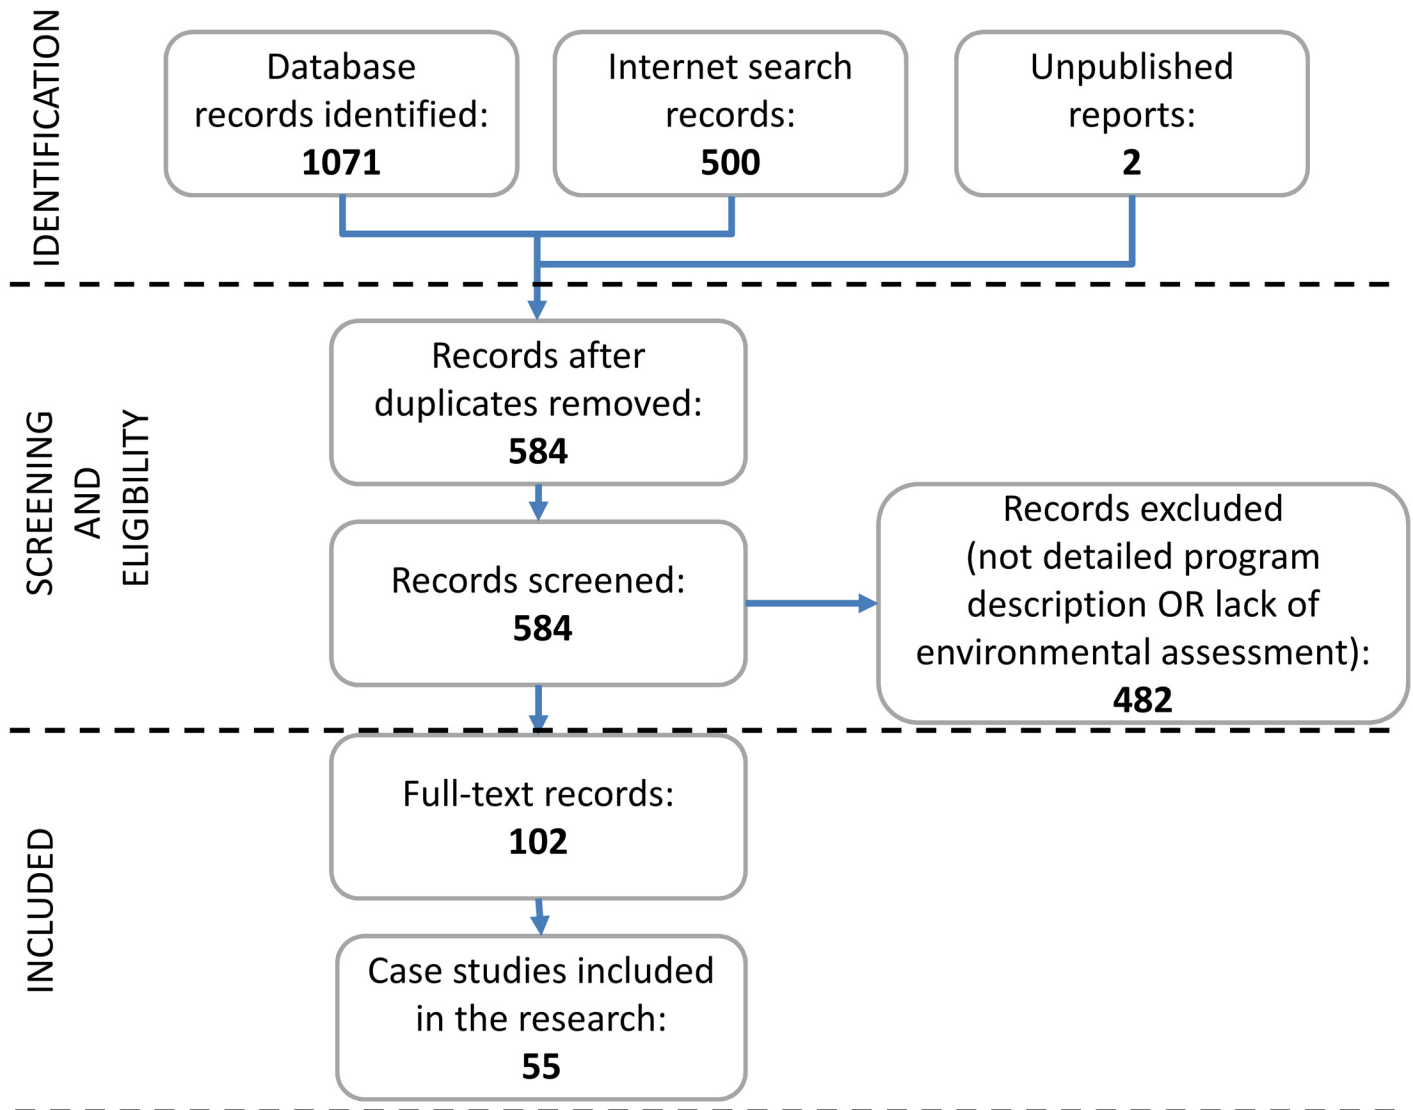 IDENTIFICATION
Database
records identified:
1071
Internet search
records:
500
Unpublished
reports:
2
SCREENING
AND
ELIGIBILITY
Records after
duplicates removed:
584
Records screened:
584
Records excluded
(not detailed program
description OR lack of
environmental assessment):
482
INCLUDED
Full-text records:
102
Case studies included
in the research:
55